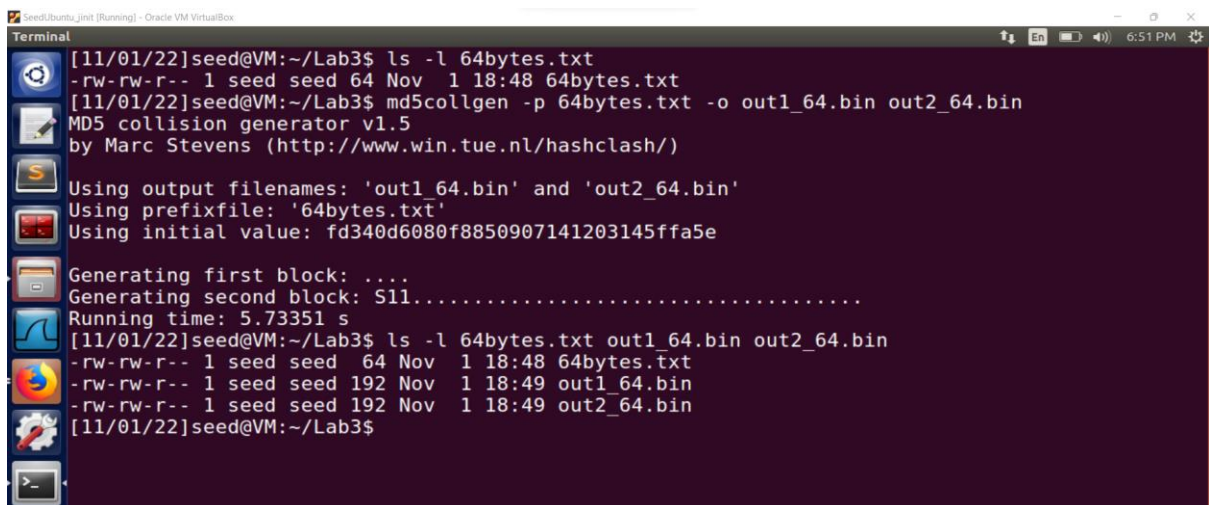 SeedUbuntu_jinit [Running] - Oracle VM VirtualBox
Terminal En 6:51 PM
[11/01/22]seed@VM:~/Lab3$ ls -l 64bytes.txt
-rw-rw-r-- 1 seed seed 64 Nov  1 18:48 64bytes.txt
[11/01/22]seed@VM:~/Lab3$ md5collgen -p 64bytes.txt -o out1_64.bin out2_64.bin
MD5 collision generator v1.5
by Marc Stevens (http://www.win.tue.nl/hashclash/)

Using output filenames: 'out1_64.bin' and 'out2_64.bin'
Using prefixfile: '64bytes.txt'
Using initial value: fd340d6080f8850907141203145ffa5e

Generating first block: ....
Generating second block: S11.....................................
Running time: 5.73351 s
[11/01/22]seed@VM:~/Lab3$ ls -l 64bytes.txt out1_64.bin out2_64.bin
-rw-rw-r-- 1 seed seed  64 Nov  1 18:48 64bytes.txt
-rw-rw-r-- 1 seed seed 192 Nov  1 18:49 out1_64.bin
-rw-rw-r-- 1 seed seed 192 Nov  1 18:49 out2_64.bin
[11/01/22]seed@VM:~/Lab3$